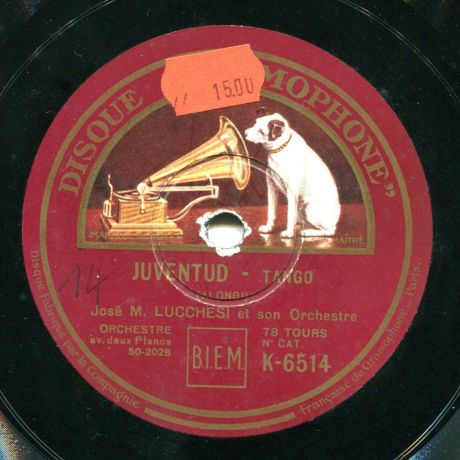 DISQUE
MOPHONE”
15.00
JUVENTUD - TANGO
José M. LUCCHESI et son Orchestre
ORCHESTRE
av. deux Pianos
50-2028
B.I.E.M.
78 TOURS
N° CAT.
K-6514
14
Disque Fabriqué par la Compagnie
Française du Gramophone - Paris.